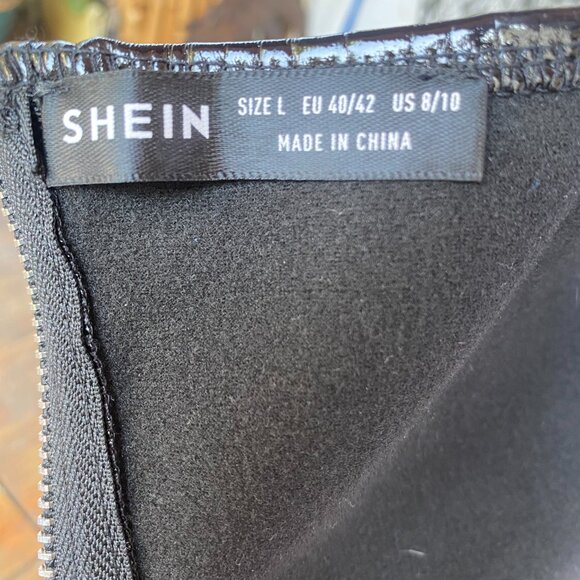 SHEIN
SIZE L EU 40/42 US 8/10
MADE IN CHINA